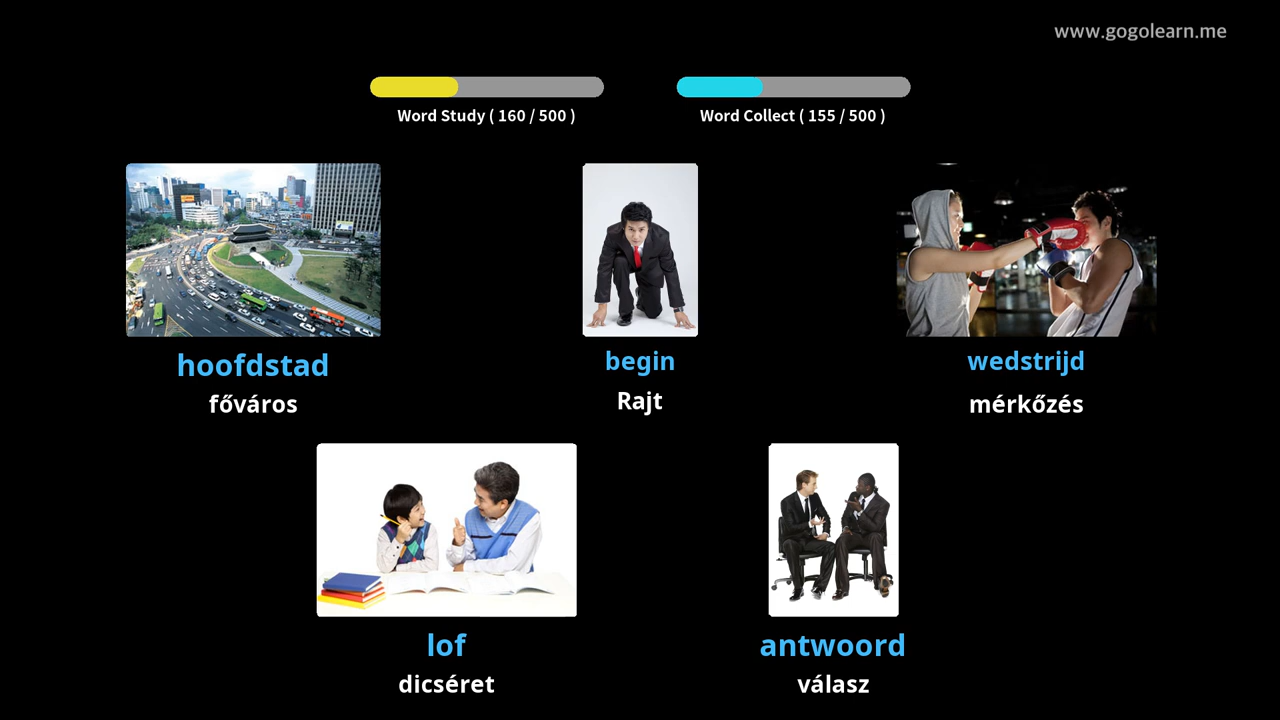 www.gogolearn.me
Word Study ( 160 / 500 )
Word Collect ( 155 / 500 )
hoofdstad
főváros
begin
Rajt
wedstrijd
mérkőzés
lof
dicséret
antwoord
válasz